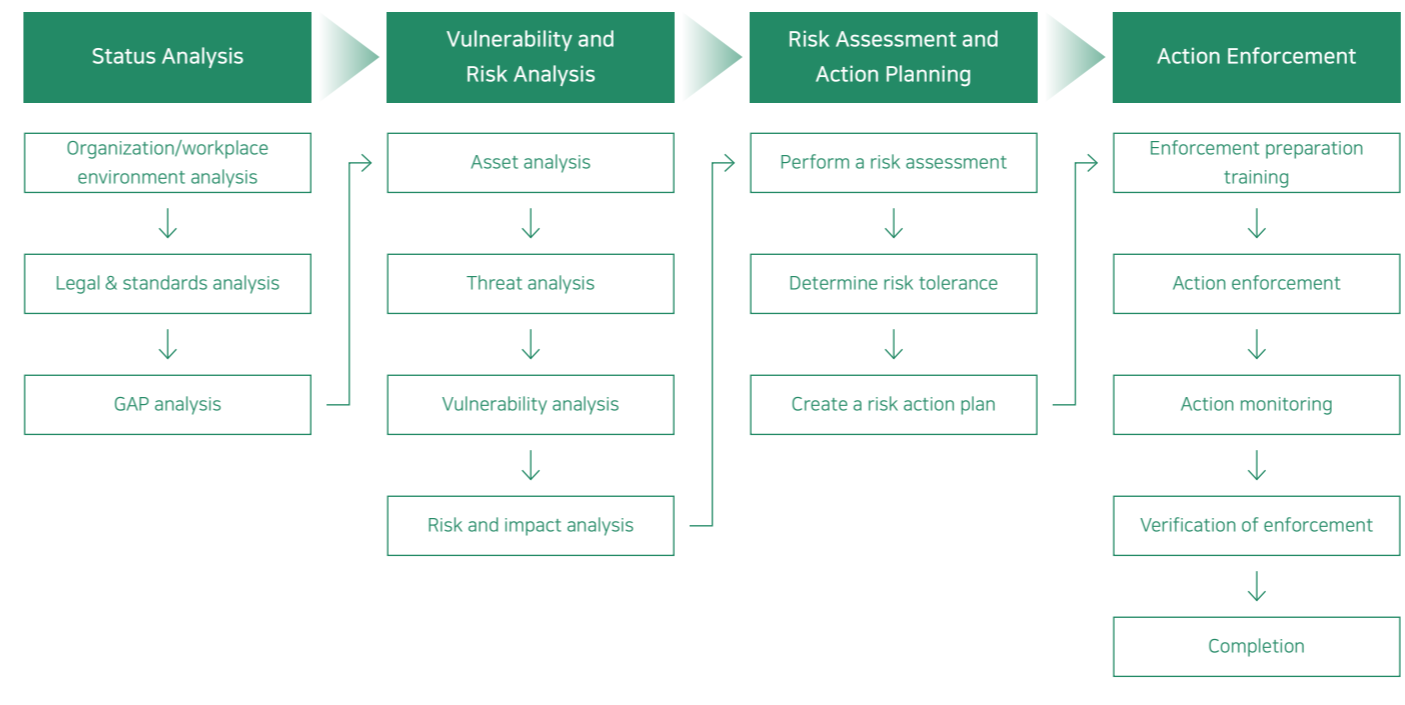 Status Analysis
Vulnerability and
Risk Analysis
Risk Assessment and
Action Planning
Action Enforcement
Organization/workplace
environment analysis
Legal & standards analysis
GAP analysis
Asset analysis
Threat analysis
Vulnerability analysis
Risk and impact analysis
Perform a risk assessment
Determine risk tolerance
Create a risk action plan
Enforcement preparation
training
Action enforcement
Action monitoring
Verification of enforcement
Completion